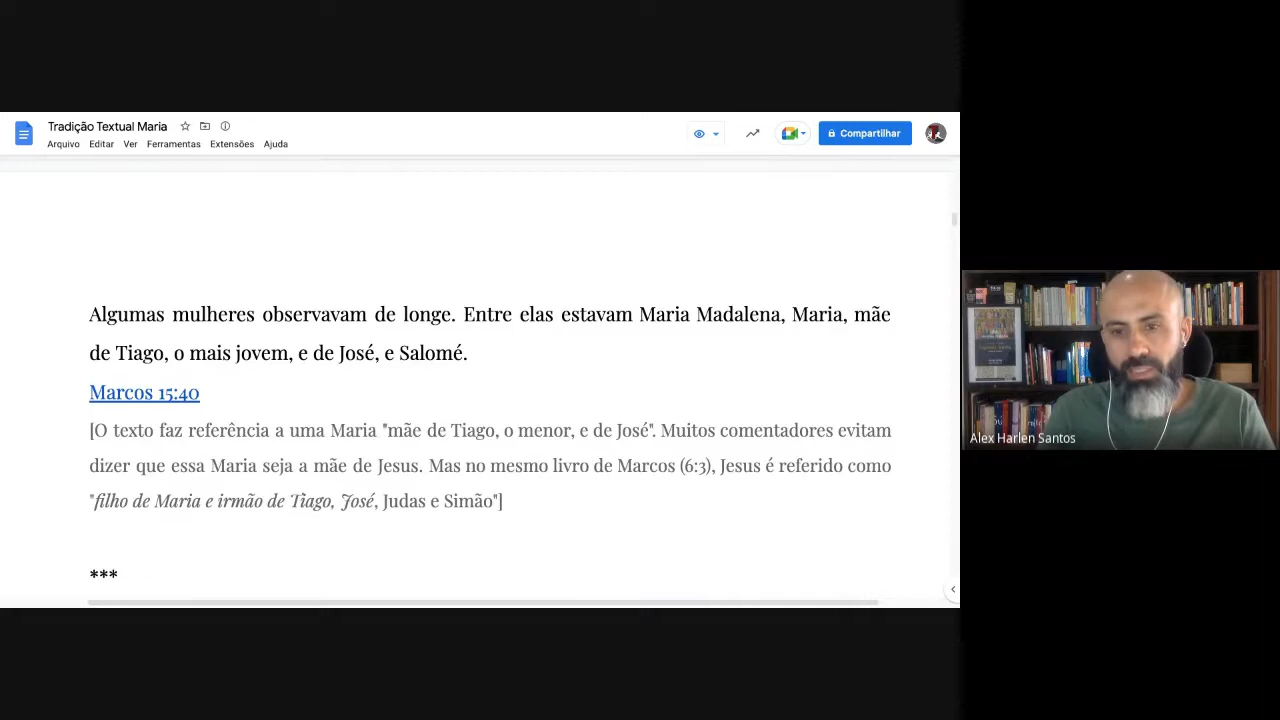 Tradição Textual Maria
Arquivo Editar Ver Ferramentas Extensões Ajuda
Compartilhar
Algumas mulheres observavam de longe. Entre elas estavam Maria Madalena, Maria, mãe
de Tiago, o mais jovem, e de José, e Salomé.
Marcos 15:40
[O texto faz referência a uma Maria "mãe de Tiago, o menor, e de José". Muitos comentadores evitam
dizer que essa Maria seja a mãe de Jesus. Mas no mesmo livro de Marcos (6:3), Jesus é referido como
"filho de Maria e irmão de Tiago, José, Judas e Simão"]
***
Alex Harlen Santos